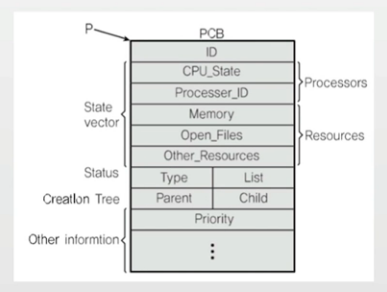 P
PCB
ID
CPU_State
Processer_ID
Processors
State
vector
Memory
Open_Files
Other_Resources
Resources
Status
Type List
Creation Tree
Parent Child
Priority
Other informtion
⋮